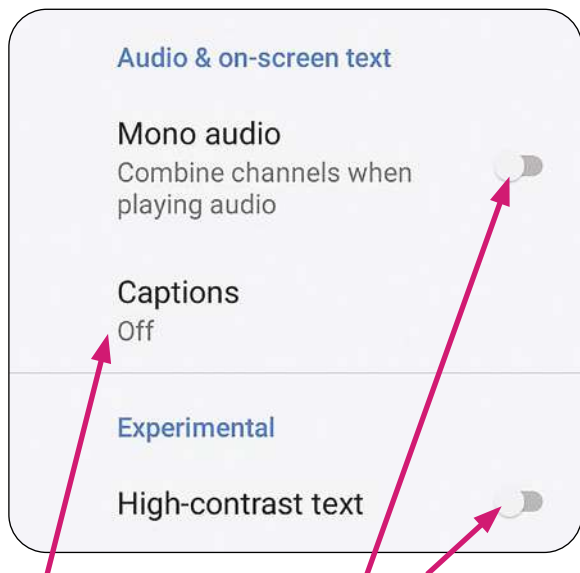 Audio & on-screen text
Mono audio
Combine channels when
playing audio
Captions
Off
Experimental
High-contrast text